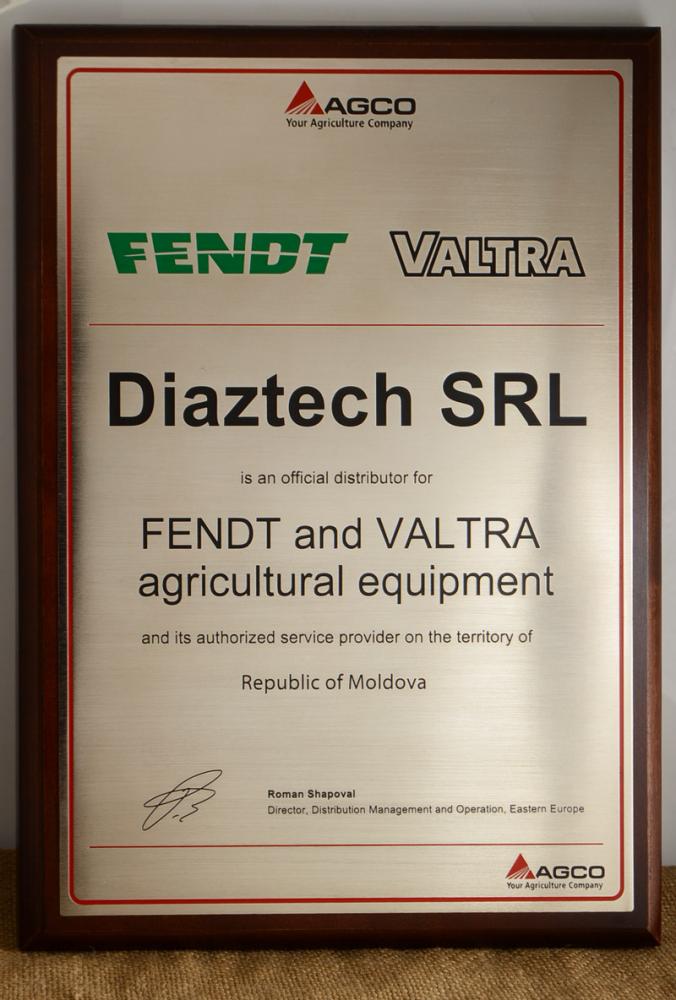 AGCO
Your Agriculture Company
FENDT VALTRA
Diaztech SRL
is an official distributor for
FENDT and VALTRA
agricultural equipment
and its authorized service provider on the territory of
Republic of Moldova
Roman Shapoval
Director, Distribution Management and Operation, Eastern Europe
AGCO
Your Agriculture Company